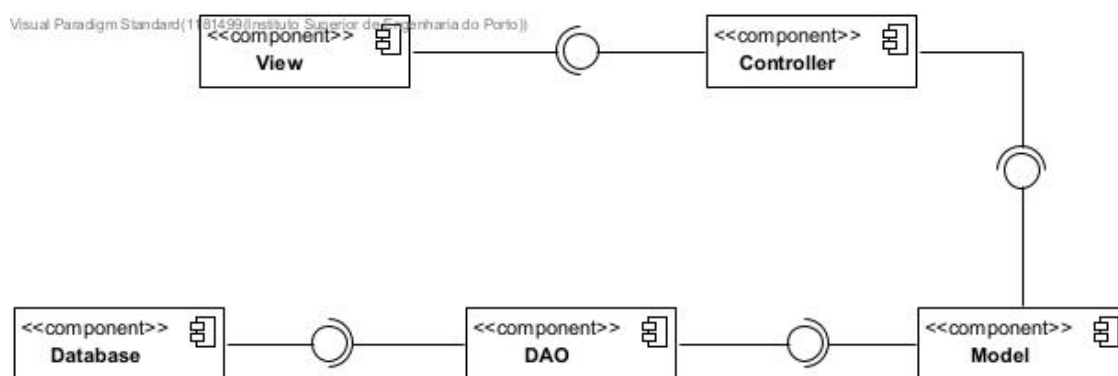 Visual Paradigm Standard(1181499(Instituto Superior de Engenharia do Porto))
<<component>>
View
<<component>>
Controller
<<component>>
Database
<<component>>
DAO
<<component>>
Model